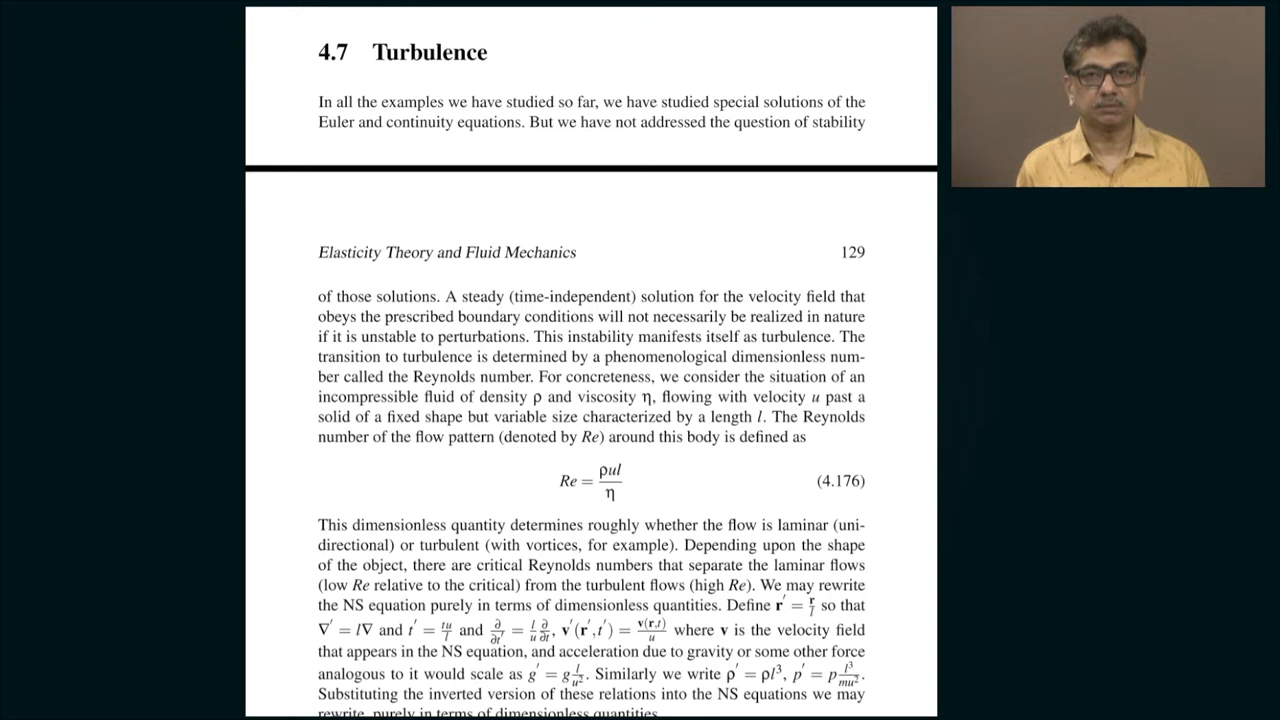 4.7 Turbulence
In all the examples we have studied so far, we have studied special solutions of the
Euler and continuity equations. But we have not addressed the question of stability
Elasticity Theory and Fluid Mechanics 129
of those solutions. A steady (time-independent) solution for the velocity field that
obeys the prescribed boundary conditions will not necessarily be realized in nature
if it is unstable to perturbations. This instability manifests itself as turbulence. The
transition to turbulence is determined by a phenomenological dimensionless num-
ber called the Reynolds number. For concreteness, we consider the situation of an
incompressible fluid of density ρ and viscosity η, flowing with velocity u past a
solid of a fixed shape but variable size characterized by a length l. The Reynolds
number of the flow pattern (denoted by Re) around this body is defined as
Re = ρul/η (4.176)
This dimensionless quantity determines roughly whether the flow is laminar (uni-
directional) or turbulent (with vortices, for example). Depending upon the shape
of the object, there are critical Reynolds numbers that separate the laminar flows
(low Re relative to the critical) from the turbulent flows (high Re). We may rewrite
the NS equation purely in terms of dimensionless quantities. Define r′ = r/l so that
∇′ = l∇ and t′ = tu/l and ∂/∂t′ = l/u ∂/∂t, v′(r′,t′) = v(r,t)/u where v is the velocity field
that appears in the NS equation, and acceleration due to gravity or some other force
analogous to it would scale as g′ = g l/u². Similarly we write ρ′ = ρl³, p′ = p l³/mu².
Substituting the inverted version of these relations into the NS equations we may
rewrite, purely in terms of dimensionless quantities